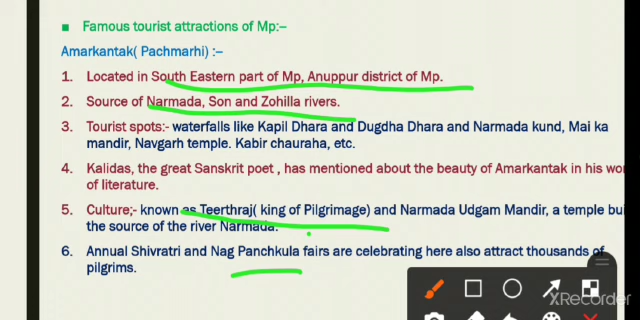 Famous tourist attractions of Mp:–
Amarkantak( Pachmarhi) :–
1. Located in South Eastern part of Mp, Anuppur district of Mp.
2. Source of Narmada, Son and Zohilla rivers.
3. Tourist spots:- waterfalls like Kapil Dhara and Dugdha Dhara and Narmada kund, Mai ka
mandir, Navgarh temple. Kabir chauraha, etc.
4. Kalidas, the great Sanskrit poet , has mentioned about the beauty of Amarkantak in his
of literature.
5. Culture;- known as Teerthraj( king of Pilgrimage) and Narmada Udgam Mandir, a temple
the source of the river Narmada.
6. Annual Shivratri and Nag Panchkula fairs are celebrating here also attract thousands of
pilgrims.
XRecorder